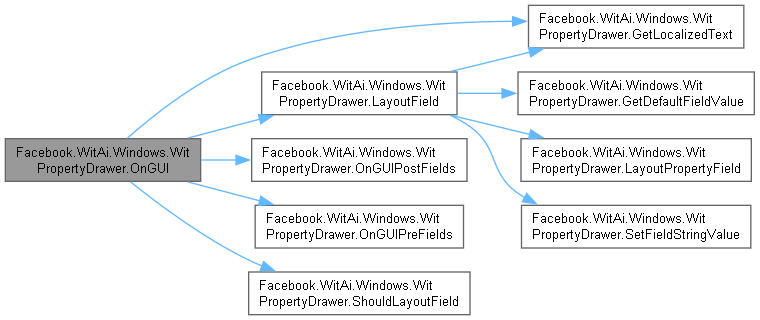 Facebook.WitAi.Windows.Wit
PropertyDrawer.OnGUI
Facebook.WitAi.Windows.Wit
PropertyDrawer.GetLocalizedText
Facebook.WitAi.Windows.Wit
PropertyDrawer.LayoutField
Facebook.WitAi.Windows.Wit
PropertyDrawer.GetDefaultFieldValue
Facebook.WitAi.Windows.Wit
PropertyDrawer.LayoutPropertyField
Facebook.WitAi.Windows.Wit
PropertyDrawer.SetFieldStringValue
Facebook.WitAi.Windows.Wit
PropertyDrawer.OnGUIPostFields
Facebook.WitAi.Windows.Wit
PropertyDrawer.OnGUIPreFields
Facebook.WitAi.Windows.Wit
PropertyDrawer.ShouldLayoutField